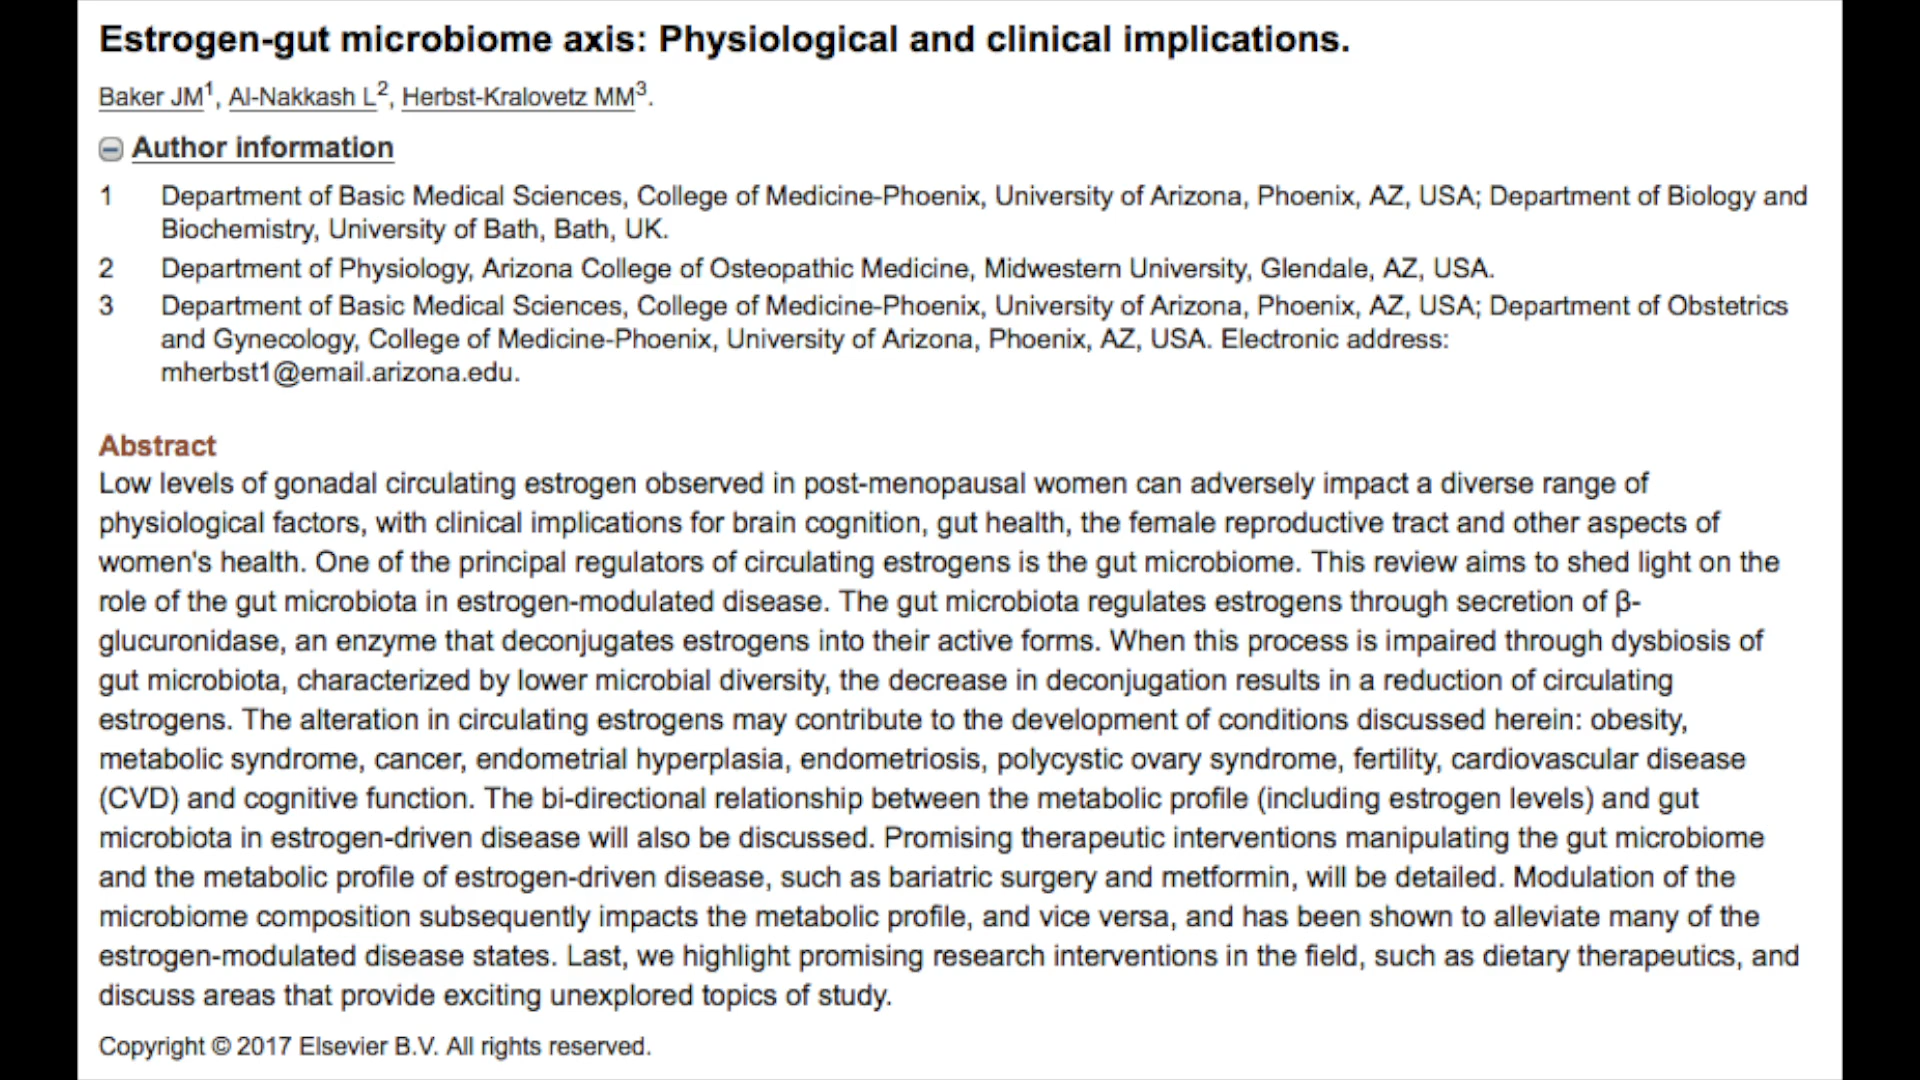 Estrogen-gut microbiome axis: Physiological and clinical implications.
Baker JM1, Al-Nakkash L2, Herbst-Kralovetz MM3.
Author information
1 Department of Basic Medical Sciences, College of Medicine-Phoenix, University of Arizona, Phoenix, AZ, USA; Department of Biology and
Biochemistry, University of Bath, Bath, UK.
2 Department of Physiology, Arizona College of Osteopathic Medicine, Midwestern University, Glendale, AZ, USA.
3 Department of Basic Medical Sciences, College of Medicine-Phoenix, University of Arizona, Phoenix, AZ, USA; Department of Obstetrics
and Gynecology, College of Medicine-Phoenix, University of Arizona, Phoenix, AZ, USA. Electronic address:
mherbst1@email.arizona.edu.
Abstract
Low levels of gonadal circulating estrogen observed in post-menopausal women can adversely impact a diverse range of
physiological factors, with clinical implications for brain cognition, gut health, the female reproductive tract and other aspects of
women's health. One of the principal regulators of circulating estrogens is the gut microbiome. This review aims to shed light on the
role of the gut microbiota in estrogen-modulated disease. The gut microbiota regulates estrogens through secretion of β-
glucuronidase, an enzyme that deconjugates estrogens into their active forms. When this process is impaired through dysbiosis of
gut microbiota, characterized by lower microbial diversity, the decrease in deconjugation results in a reduction of circulating
estrogens. The alteration in circulating estrogens may contribute to the development of conditions discussed herein: obesity,
metabolic syndrome, cancer, endometrial hyperplasia, endometriosis, polycystic ovary syndrome, fertility, cardiovascular disease
(CVD) and cognitive function. The bi-directional relationship between the metabolic profile (including estrogen levels) and gut
microbiota in estrogen-driven disease will also be discussed. Promising therapeutic interventions manipulating the gut microbiome
and the metabolic profile of estrogen-driven disease, such as bariatric surgery and metformin, will be detailed. Modulation of the
microbiome composition subsequently impacts the metabolic profile, and vice versa, and has been shown to alleviate many of the
estrogen-modulated disease states. Last, we highlight promising research interventions in the field, such as dietary therapeutics, and
discuss areas that provide exciting unexplored topics of study.
Copyright © 2017 Elsevier B.V. All rights reserved.